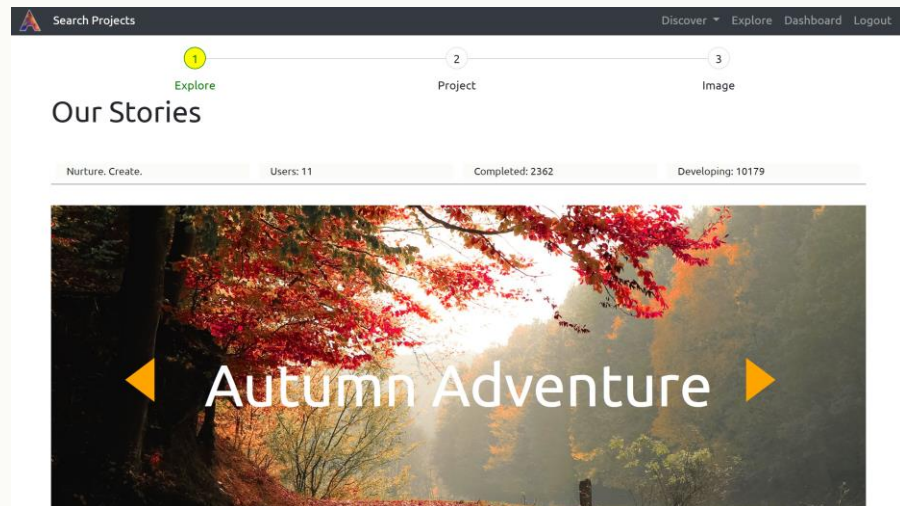 Search Projects Discover Explore Dashboard Logout
1 2 3
Explore Project Image
Our Stories
Nurture. Create. Users: 11 Completed: 2362 Developing: 10179
Autumn Adventure